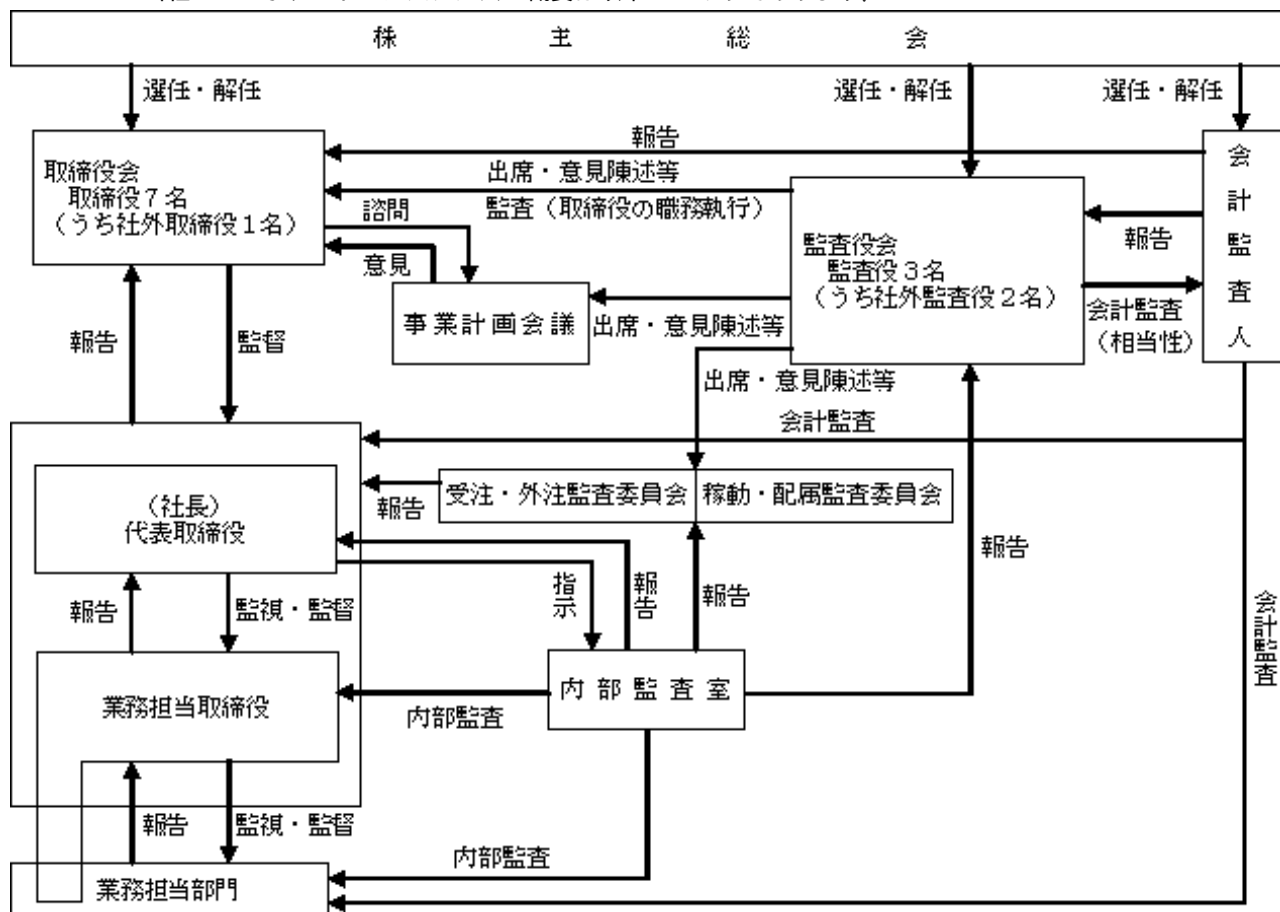 株主総会
選任・解任
選任・解任
選任・解任
報告
取締役会
取締役7名
(うち社外取締役1名)
出席・意見陳述等
監査(取締役の職務執行)
諮問
意見
監査役会
監査役3名
(うち社外監査役2名)
報告
会計監査
(相当性)
会計監査人
事業計画会議
出席・意見陳述等
報告
監督
出席・意見陳述等
会計監査
受注・外注監査委員会
稼動・配属監査委員会
報告
(社長)
代表取締役
報告
監視・監督
指示
報告
報告
報告
会計監査
業務担当取締役
内部監査
内部監査室
報告
監視・監督
内部監査
業務担当部門